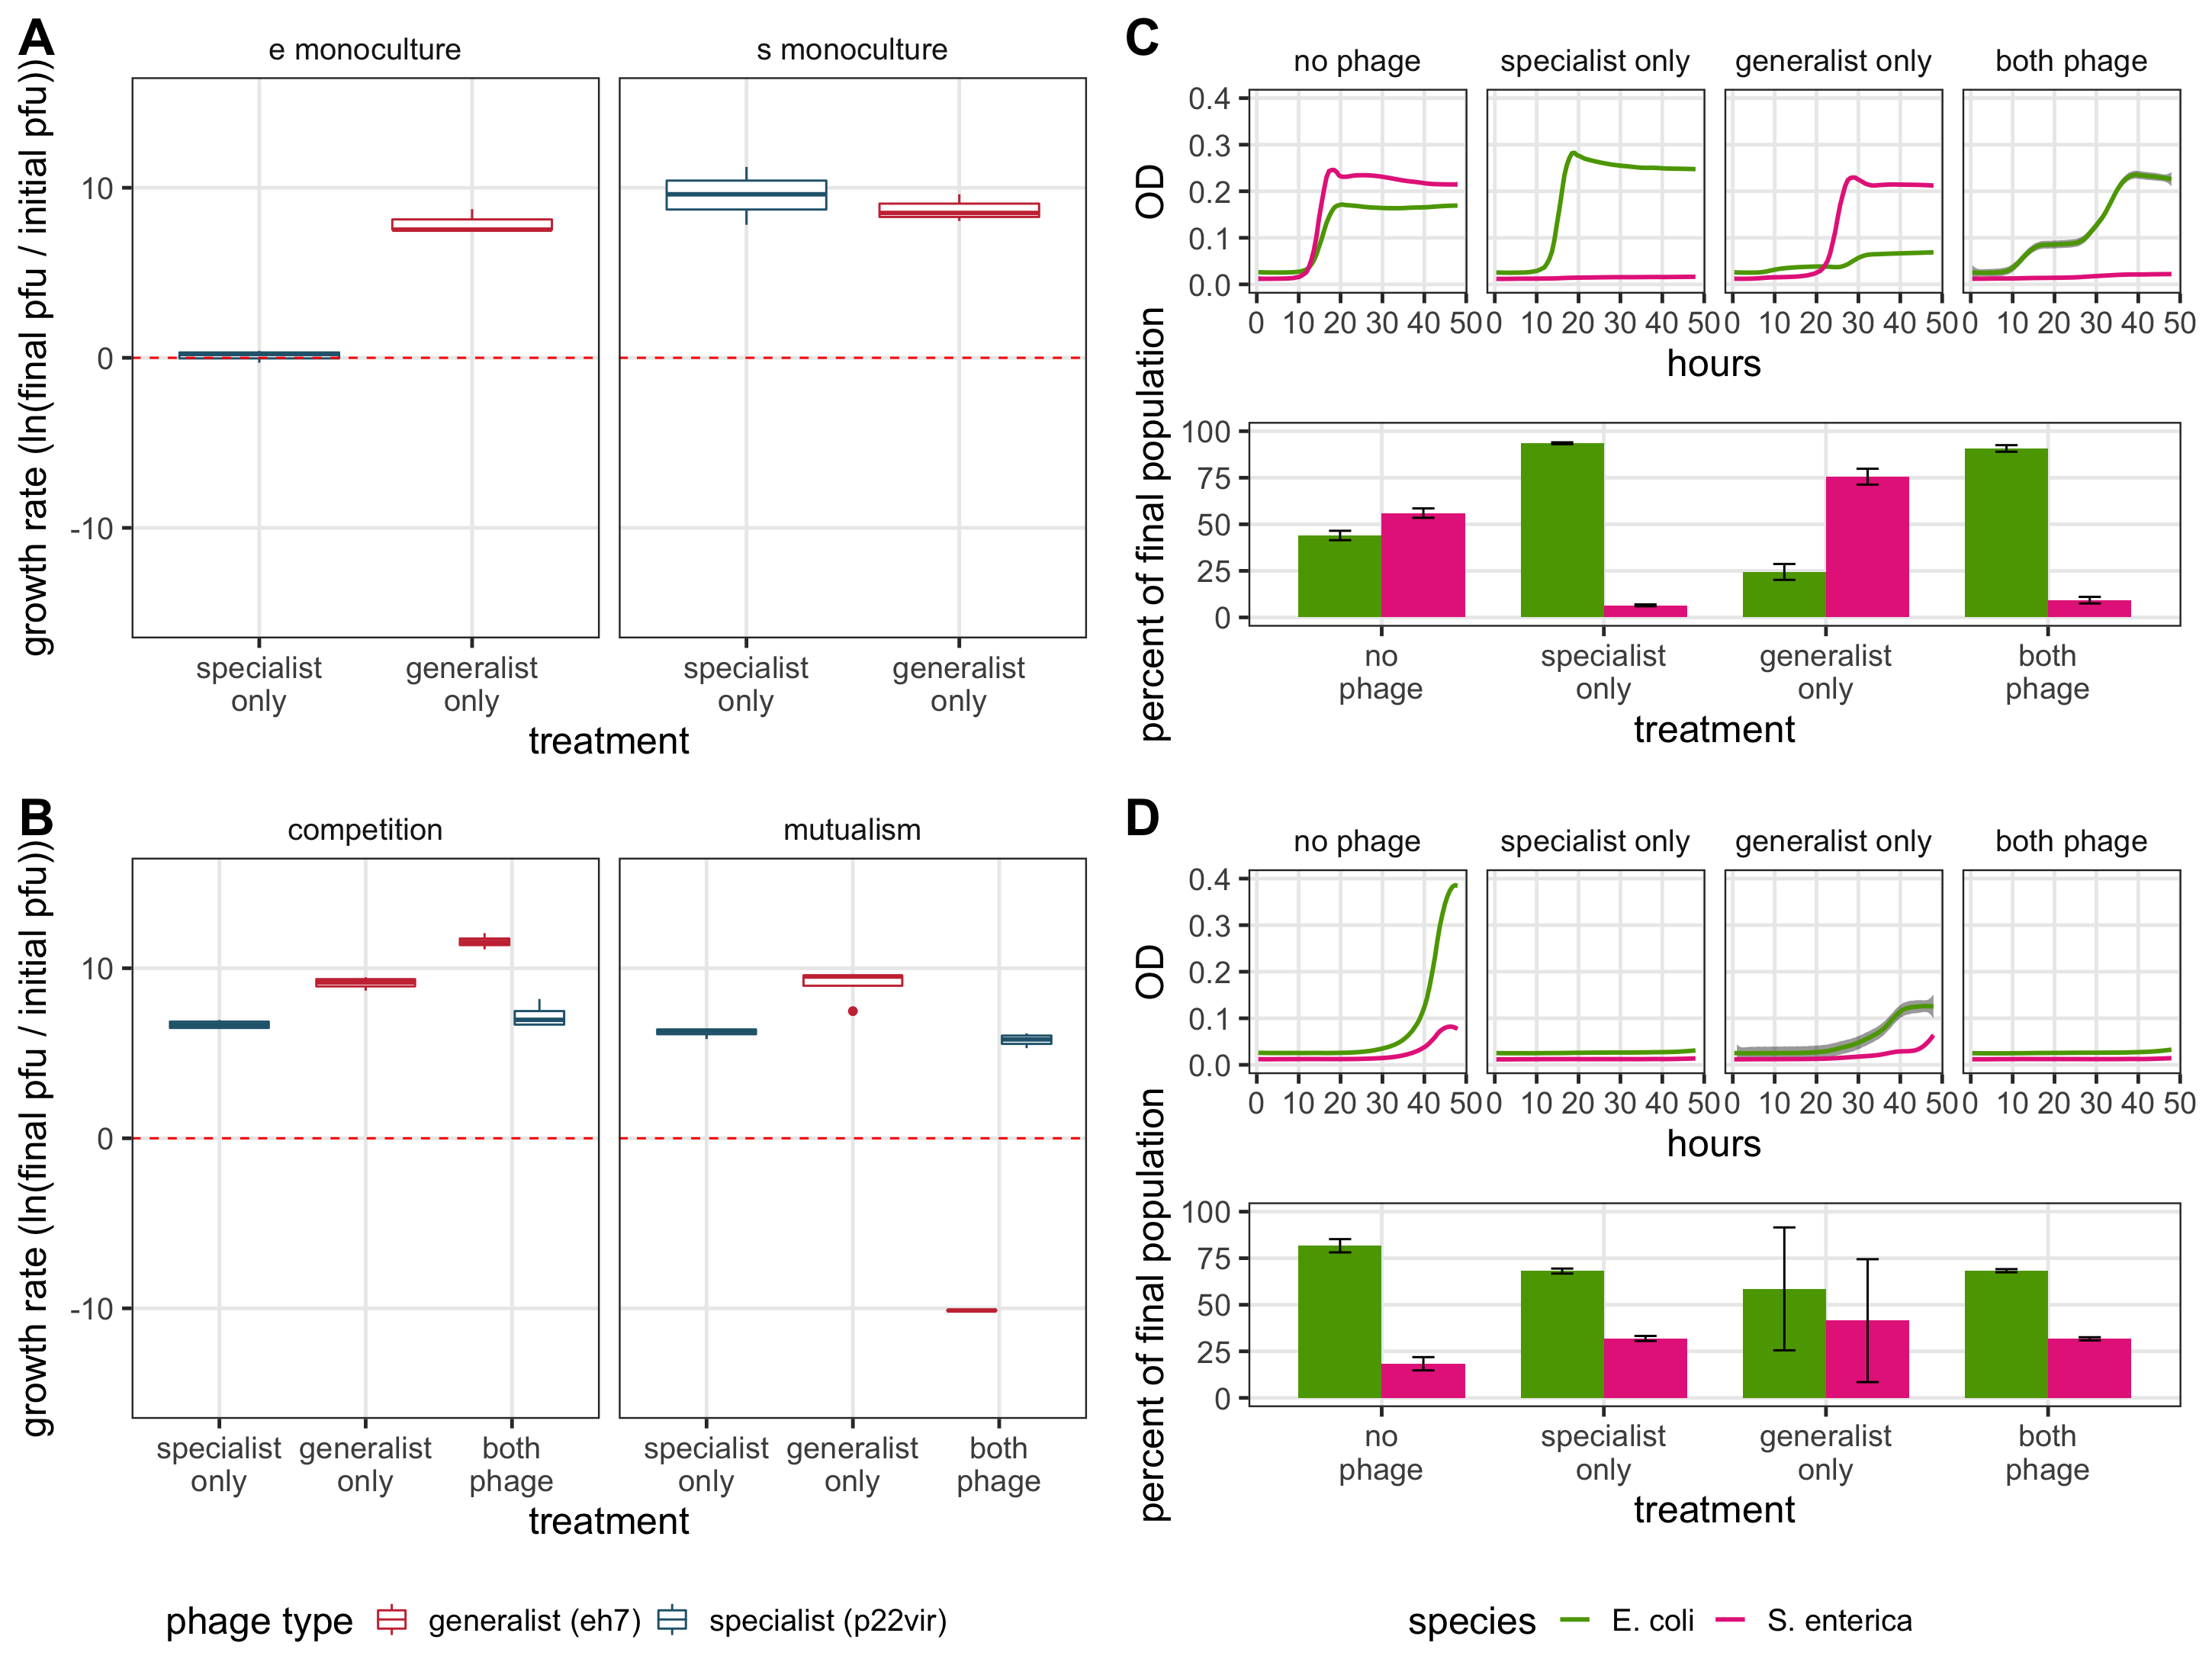 A
e monoculture
s monoculture
growth rate (ln(final pfu / initial pfu))
10
0
-10
specialist only
generalist only
specialist only
generalist only
treatment
B
competition
mutualism
growth rate (ln(final pfu / initial pfu))
10
0
-10
specialist only
generalist only
both phage
specialist only
generalist only
both phage
treatment
phage type
generalist (eh7)
specialist (p22vir)
C
no phage
specialist only
generalist only
both phage
OD
0.4
0.3
0.2
0.1
0.0
0 10 20 30 40 50
0 10 20 30 40 50
0 10 20 30 40 50
0 10 20 30 40 50
hours
percent of final population
100
75
50
25
0
no phage
specialist only
generalist only
both phage
treatment
D
no phage
specialist only
generalist only
both phage
OD
0.4
0.3
0.2
0.1
0.0
0 10 20 30 40 50
0 10 20 30 40 50
0 10 20 30 40 50
0 10 20 30 40 50
hours
percent of final population
100
75
50
25
0
no phage
specialist only
generalist only
both phage
treatment
species
E. coli
S. enterica